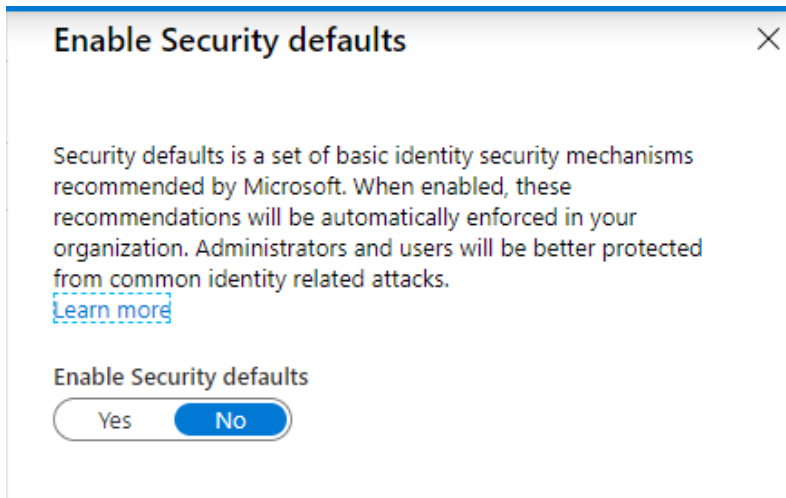 Enable Security defaults
Security defaults is a set of basic identity security mechanisms
recommended by Microsoft. When enabled, these
recommendations will be automatically enforced in your
organization. Administrators and users will be better protected
from common identity related attacks.
Learn more
Enable Security defaults
Yes No